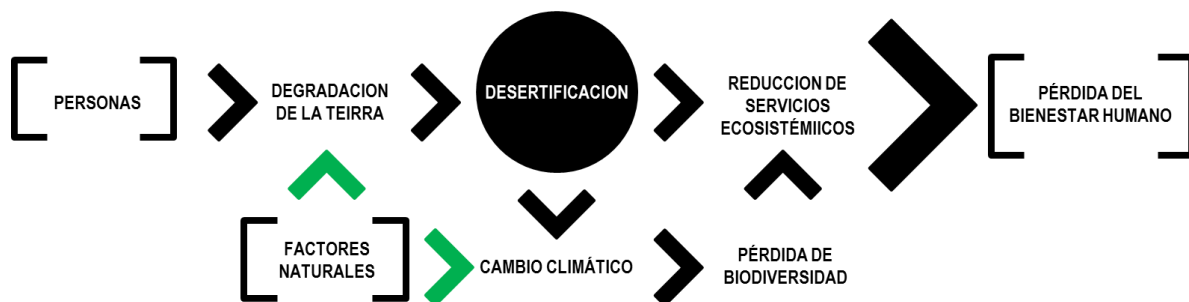 PERSONAS
DEGRADACION
DE LA TEIRRA
DESERTIFICACION
REDUCCION DE
SERVICIOS
ECOSISTÉMIICOS
PÉRDIDA DEL
BIENESTAR HUMANO
FACTORES
NATURALES
CAMBIO CLIMÁTICO
PÉRDIDA DE
BIODIVERSIDAD